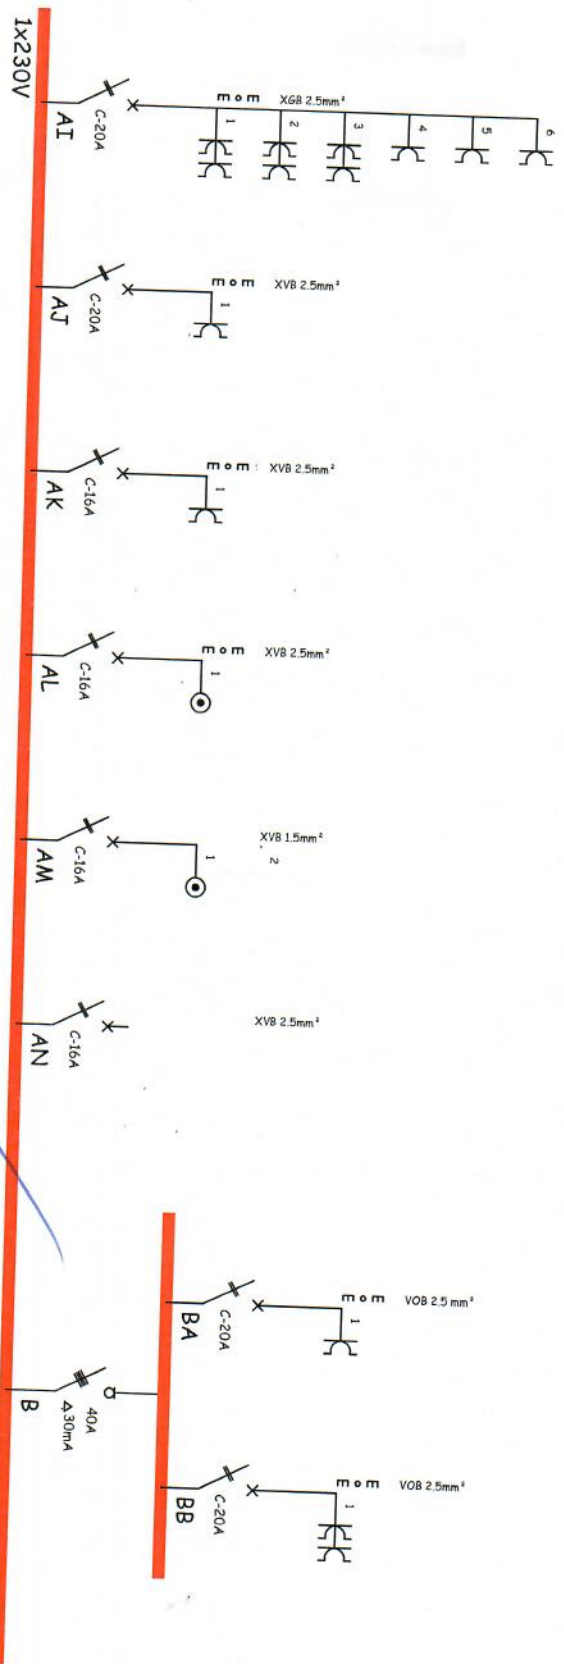 1x230V
AI
C-20A
XGB 2.5mm²
1
2
3
4
5
6
AJ
C-20A
XVB 2.5mm²
1
AK
C-16A
XVB 2.5mm²
1
AL
C-16A
XVB 2.5mm²
1
AM
C-16A
XVB 1.5mm²
2
1
AN
C-16A
XVB 2.5mm²
B
40A
Δ30mA
BA
C-20A
VOB 2.5 mm²
1
BB
C-20A
VOB 2.5mm²
1